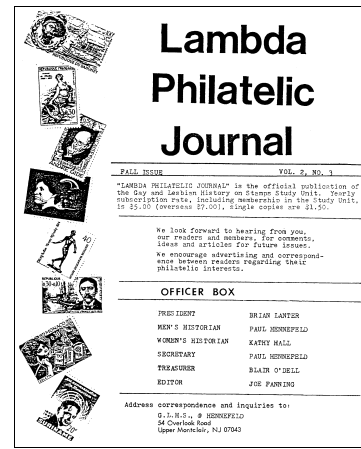 Lambda
Philatelic
Journal
FALL ISSUE VOL. 2, NO. 3
"LAMBDA PHILATELIC JOURNAL" is the official publication of
the Gay and Lesbian History on Stamps Study Unit. Yearly
subscription rate, including membership in the Study Unit,
is $5.00 (overseas $7.00), single copies are $1.50.
We look forward to hearing from you,
our readers and members, for comments,
ideas and articles for future issues.
We encourage advertising and correspond-
ence between readers regarding their
philatelic interests.
OFFICER BOX
PRESIDENT BRIAN LANTER
MEN'S HISTORIAN PAUL HENNEFELD
WOMEN'S HISTORIAN KATHY HALL
SECRETARY PAUL HENNEFELD
TREASURER BLAIR O'DELL
EDITOR JOE FANNING
Address correspondence and inquiries to:
G.L.H.S., @ HENNEFELD
54 Overlook Road
Upper Montclair, NJ 07043